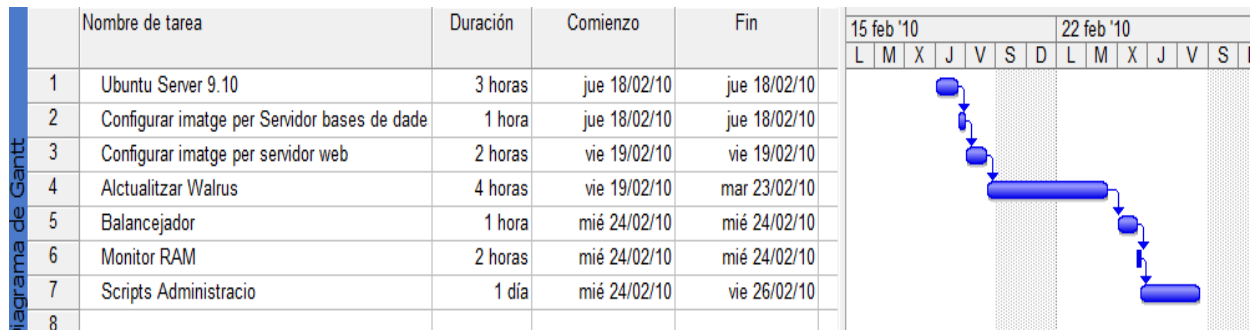 Diagrama de Gantt
Nombre de tarea Duración Comienzo Fin
15 feb '10 22 feb '10
L M X J V S D L M X J V S
1 Ubuntu Server 9.10 3 horas jue 18/02/10 jue 18/02/10
2 Configurar imatge per Servidor bases de dade 1 hora jue 18/02/10 jue 18/02/10
3 Configurar imatge per servidor web 2 horas vie 19/02/10 vie 19/02/10
4 Alctualitzar Walrus 4 horas vie 19/02/10 mar 23/02/10
5 Balancejador 1 hora mié 24/02/10 mié 24/02/10
6 Monitor RAM 2 horas mié 24/02/10 mié 24/02/10
7 Scripts Administracio 1 día mié 24/02/10 vie 26/02/10
8